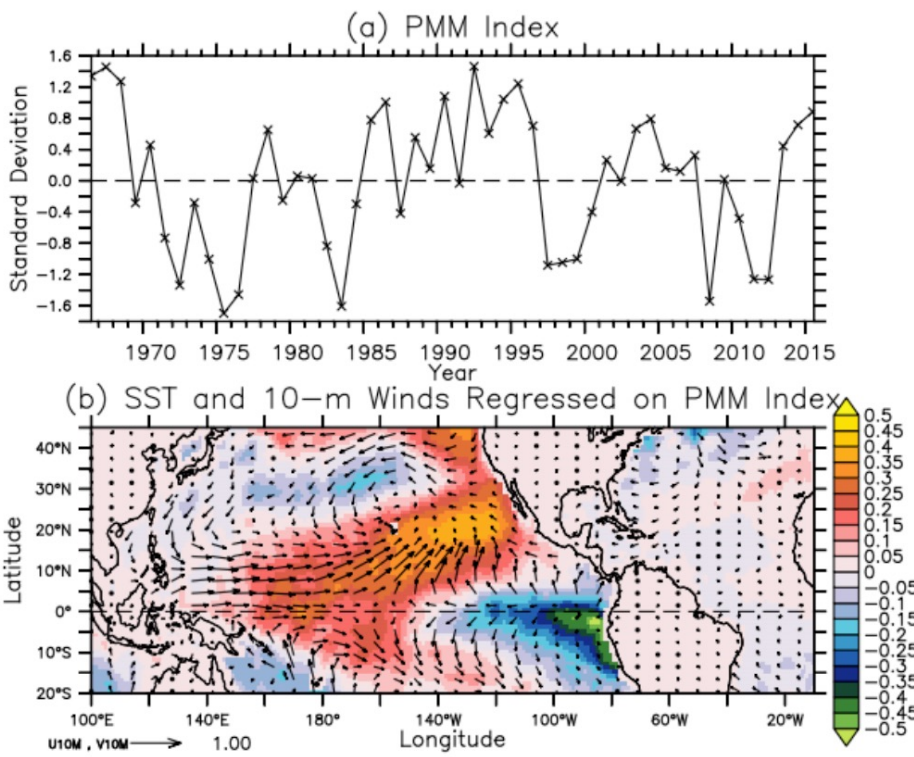 (a) PMM Index
1.6
1.2
0.8
0.4
0.0
−0.4
−0.8
−1.2
−1.6
Standard Deviation
1970 1975 1980 1985 1990 1995 2000 2005 2010 2015
Year
(b) SST and 10−m Winds Regressed on PMM Index
40°N
30°N
20°N
10°N
0°
10°S
20°S
Latitude
100°E 140°E 180° 140°W 100°W 60°W 20°W
Longitude
U10M , V10M 1.00
0.5
0.45
0.4
0.35
0.3
0.25
0.2
0.15
0.1
0.05
0
−0.05
−0.1
−0.15
−0.2
−0.25
−0.3
−0.35
−0.4
−0.45
−0.5